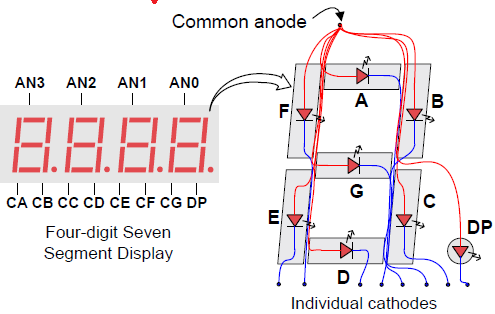 Common anode
AN3 AN2 AN1 AN0
CA CB CC CD CE CF CG DP
Four-digit Seven
Segment Display
A
F
B
G
E
C
DP
D
Individual cathodes